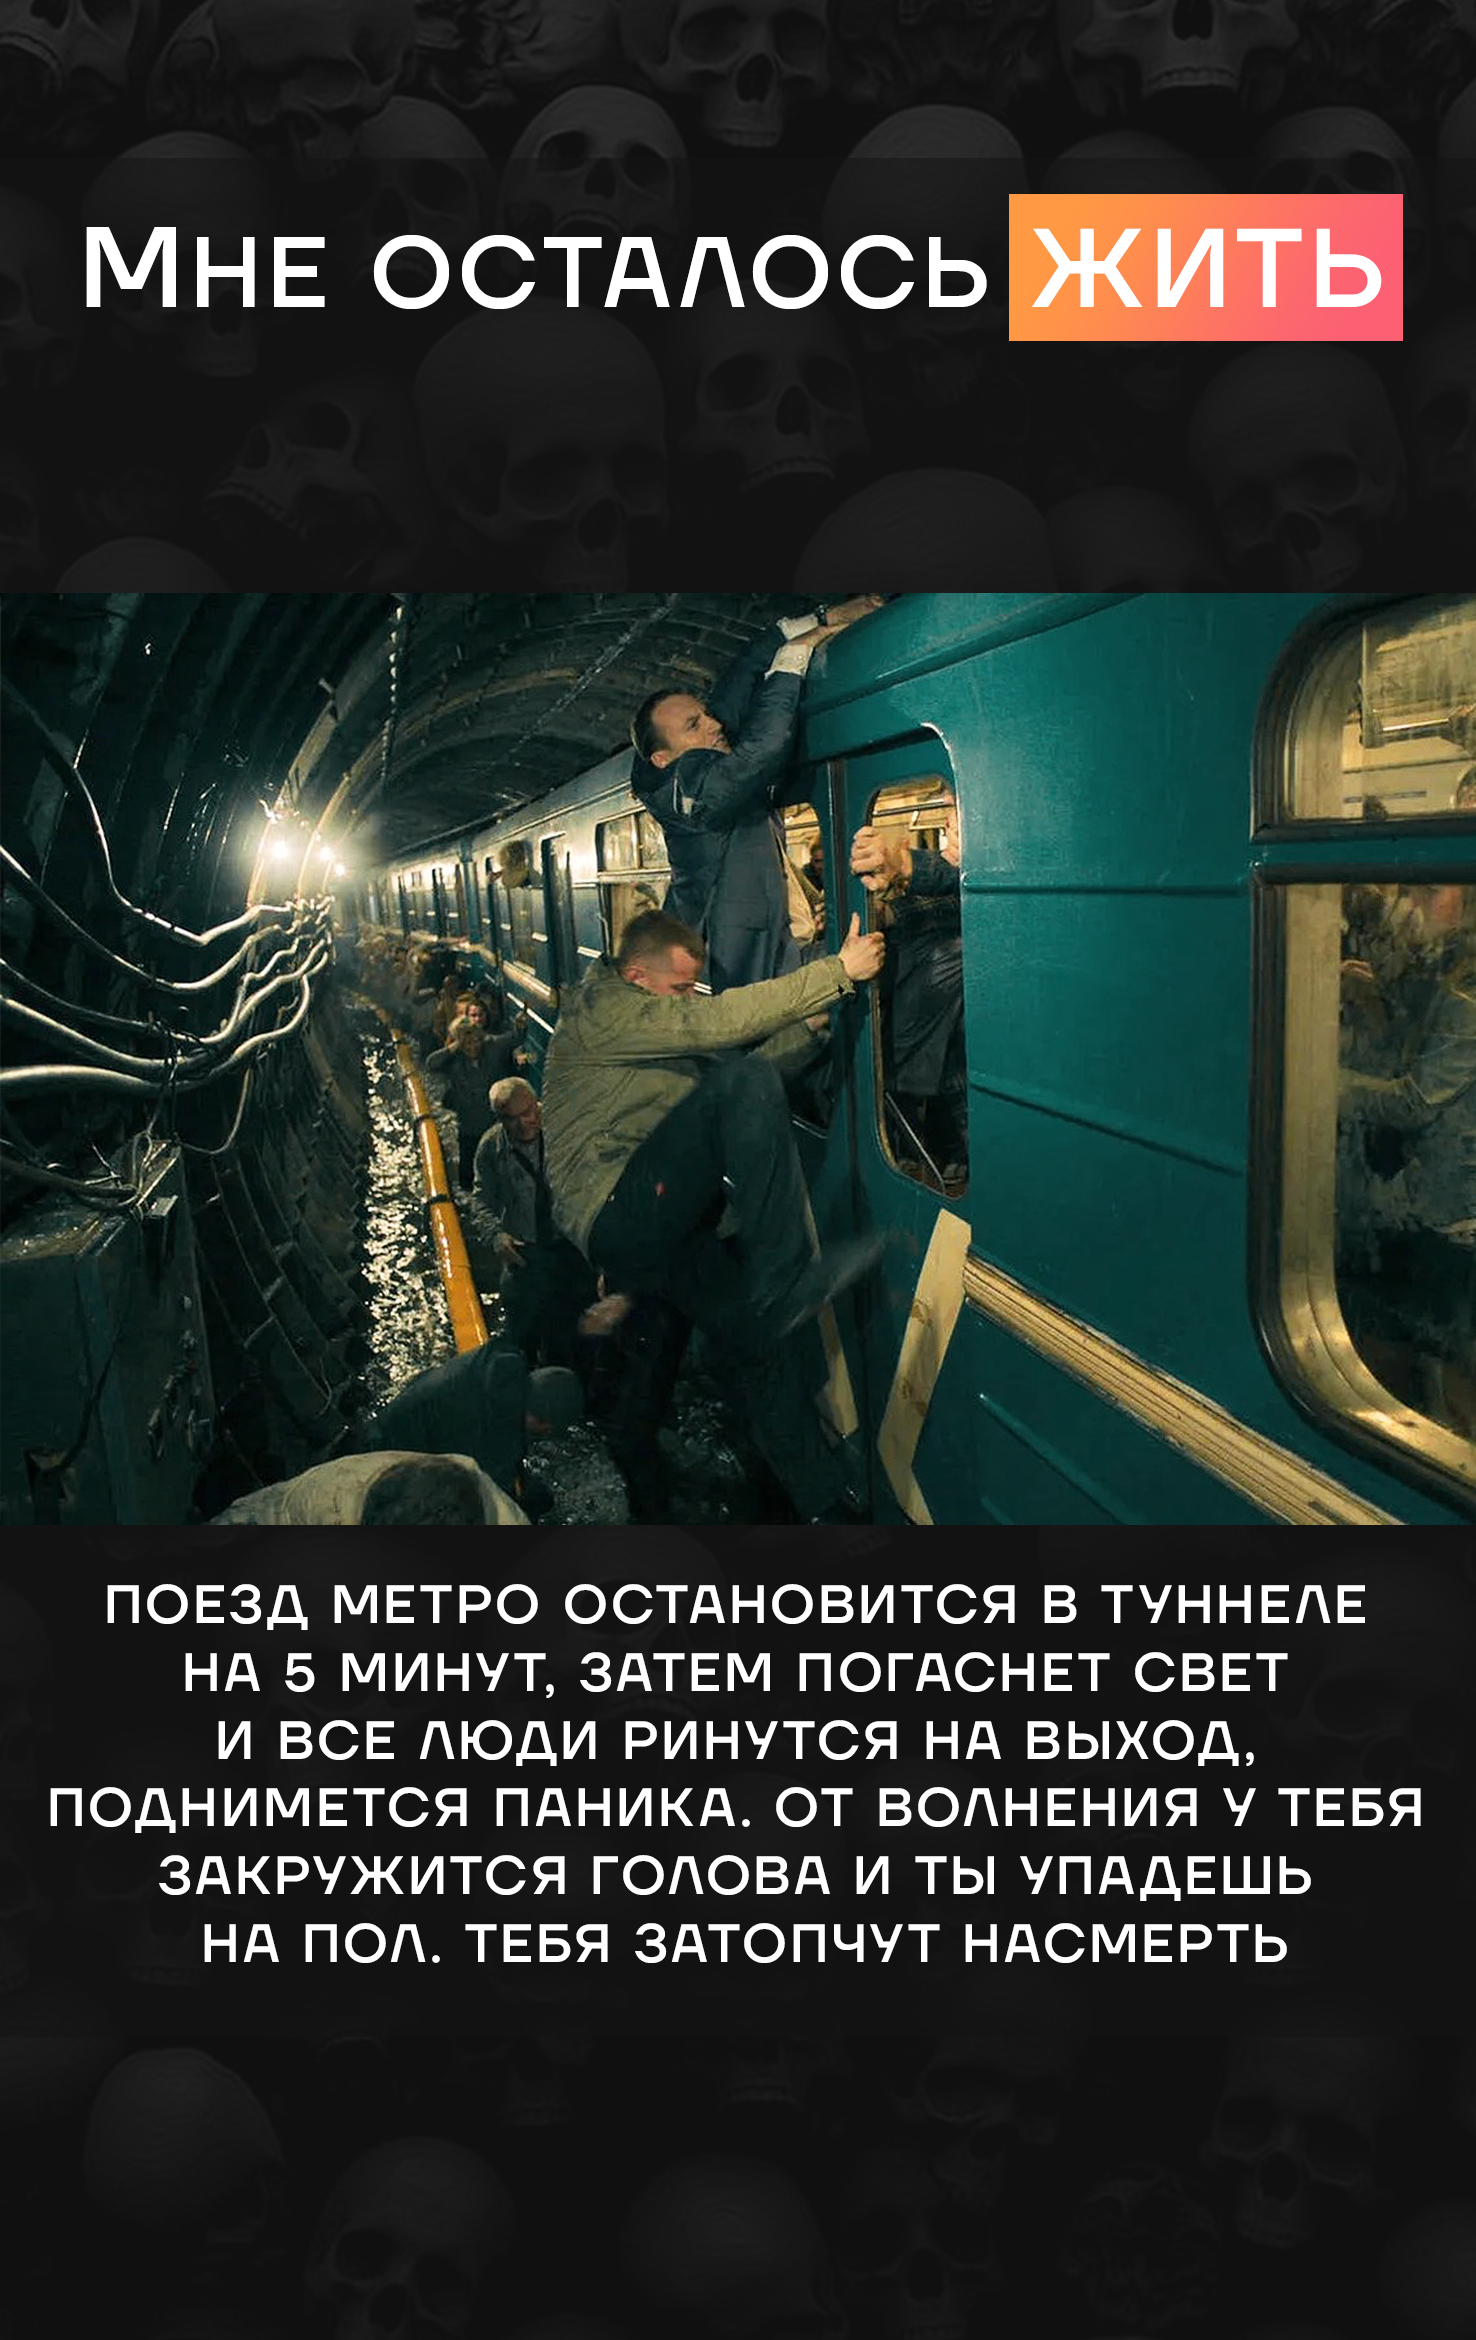 Мне осталось жить
ПОЕЗД МЕТРО ОСТАНОВИТСЯ В ТУННЕЛЕ
НА 5 МИНУТ, ЗАТЕМ ПОГАСНЕТ СВЕТ
И ВСЕ ЛЮДИ РИНУТСЯ НА ВЫХОД,
ПОДНИМЕТСЯ ПАНИКА. ОТ ВОЛНЕНИЯ У ТЕБЯ
ЗАКРУЖИТСЯ ГОЛОВА И ТЫ УПАДЕШЬ
НА ПОЛ. ТЕБЯ ЗАТОПЧУТ НАСМЕРТЬ